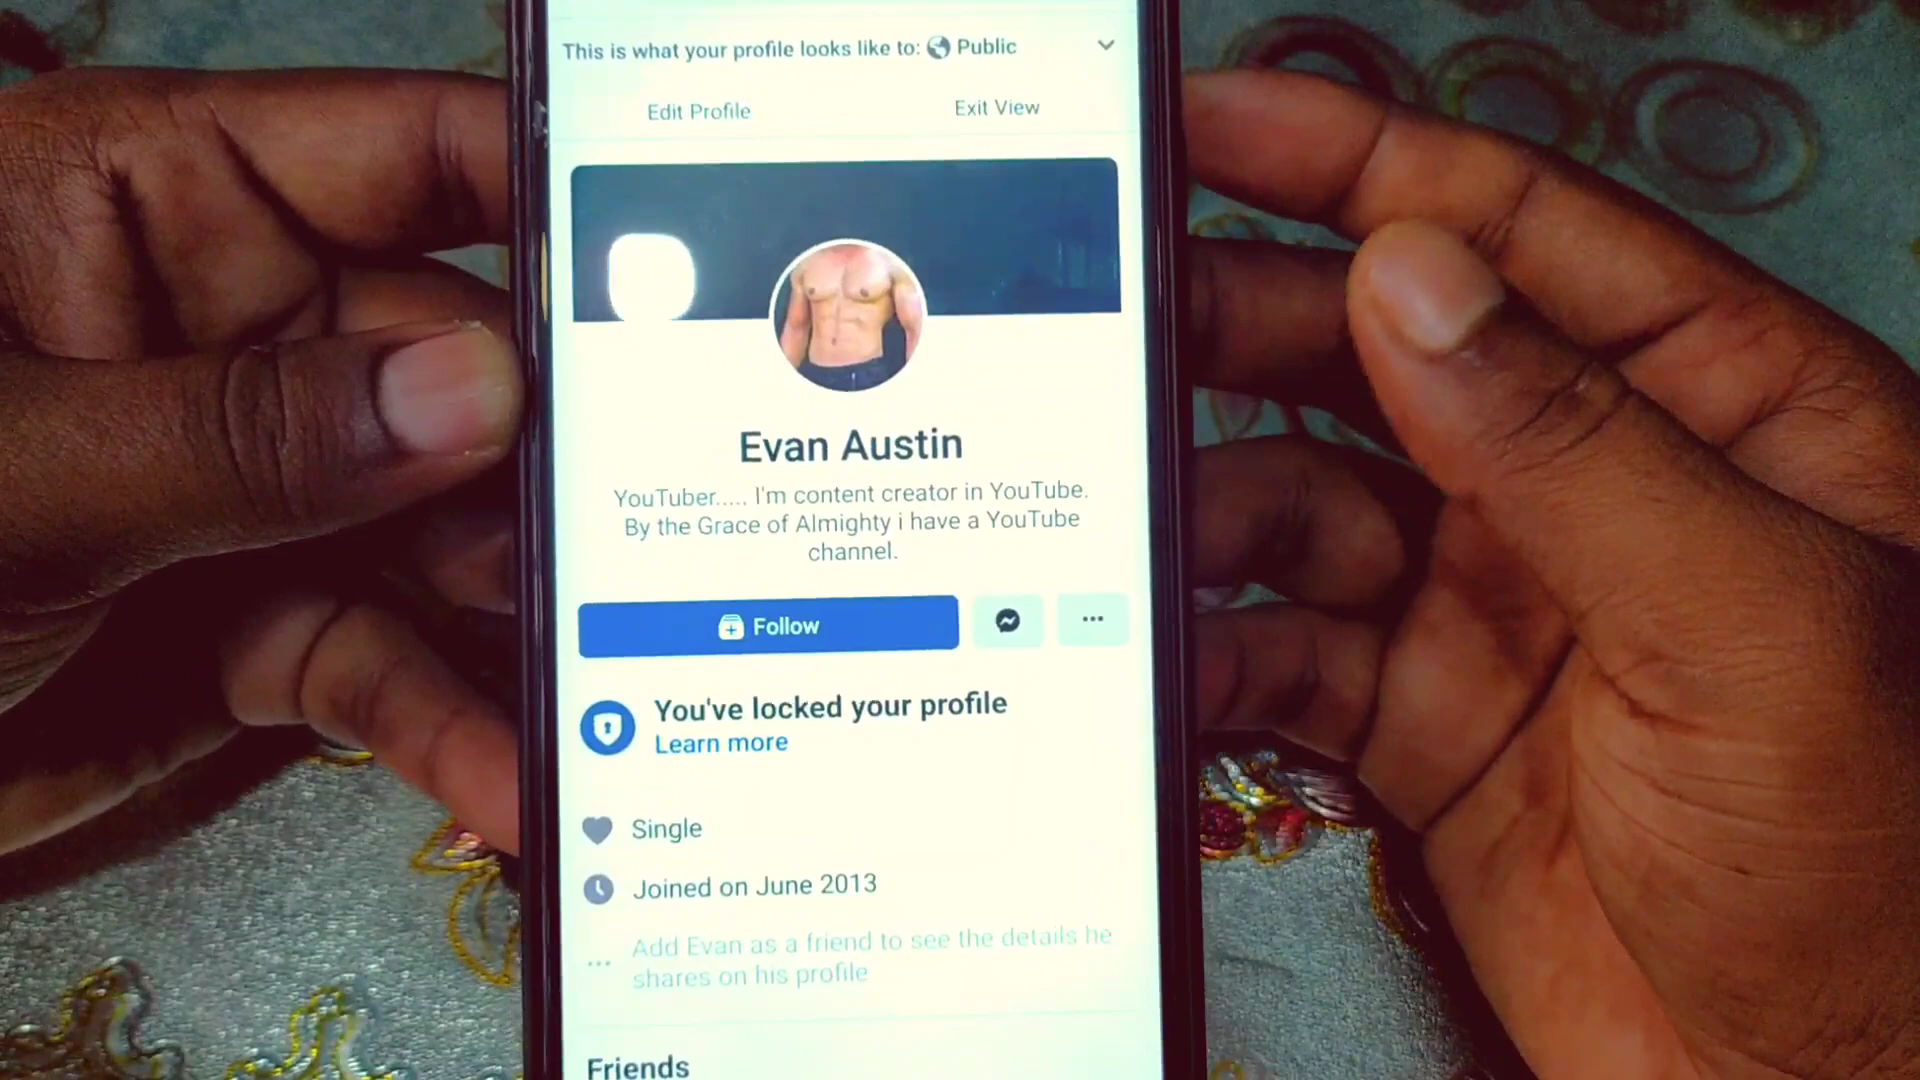 This is what your profile looks like to: Public
Edit Profile
Exit View
Evan Austin
YouTuber..... I'm content creator in YouTube.
By the Grace of Almighty i have a YouTube
channel.
Follow
You've locked your profile
Learn more
Single
Joined on June 2013
Add Evan as a friend to see the details he
shares on his profile
Friends